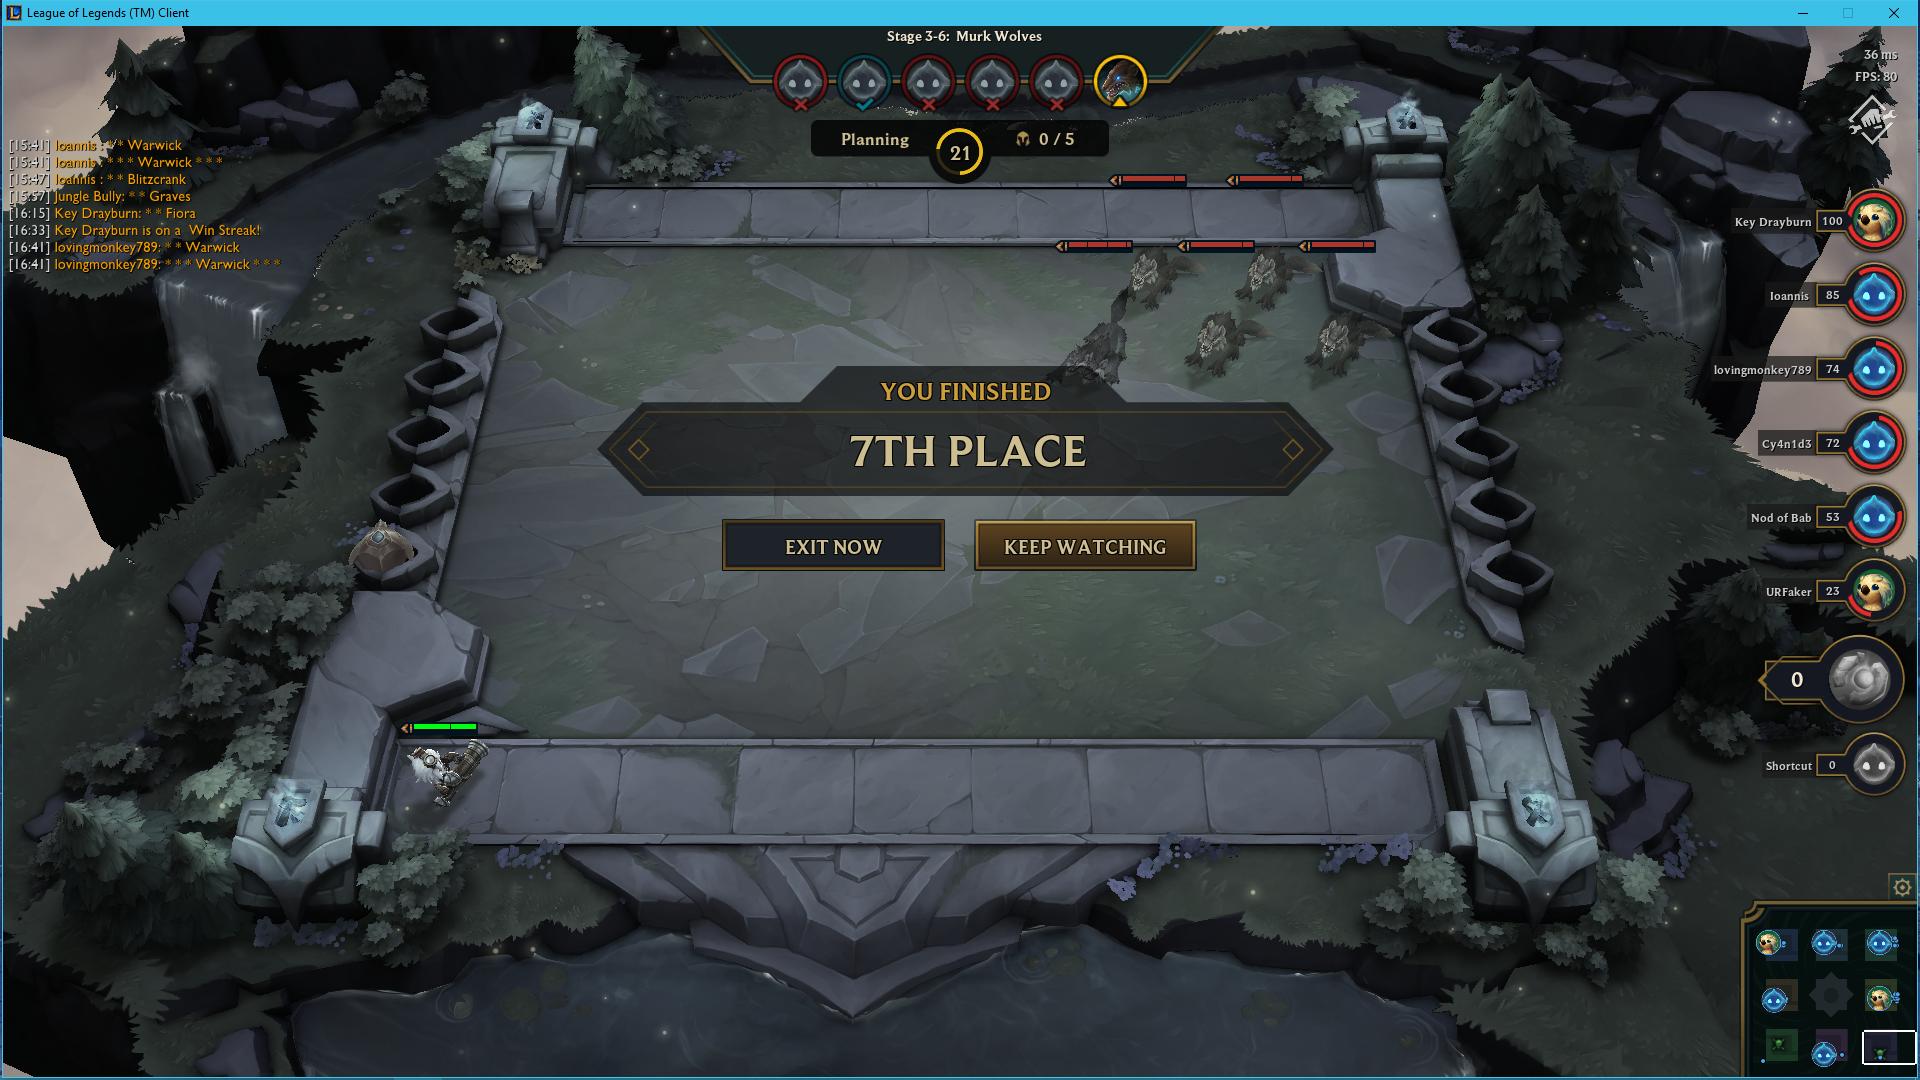 League of Legends (TM) Client
Stage 3-6: Murk Wolves
36 ms
FPS: 80
Planning
21
0 / 5
[15:41] Ioannis : * * Warwick
[15:41] Ioannis : * * * Warwick * * *
[15:47] Ioannis : * * Blitzcrank
[15:57] Jungle Bully: * * Graves
[16:15] Key Drayburn: * * Fiora
[16:33] Key Drayburn is on a Win Streak!
[16:41] lovingmonkey789: * * Warwick
[16:41] lovingmonkey789: * * * Warwick * * *
Key Drayburn 100
Ioannis 85
lovingmonkey789 74
Cy4n1d3 72
Nod of Bab 53
URFaker 23
0
Shortcut 0
YOU FINISHED
7TH PLACE
EXIT NOW
KEEP WATCHING